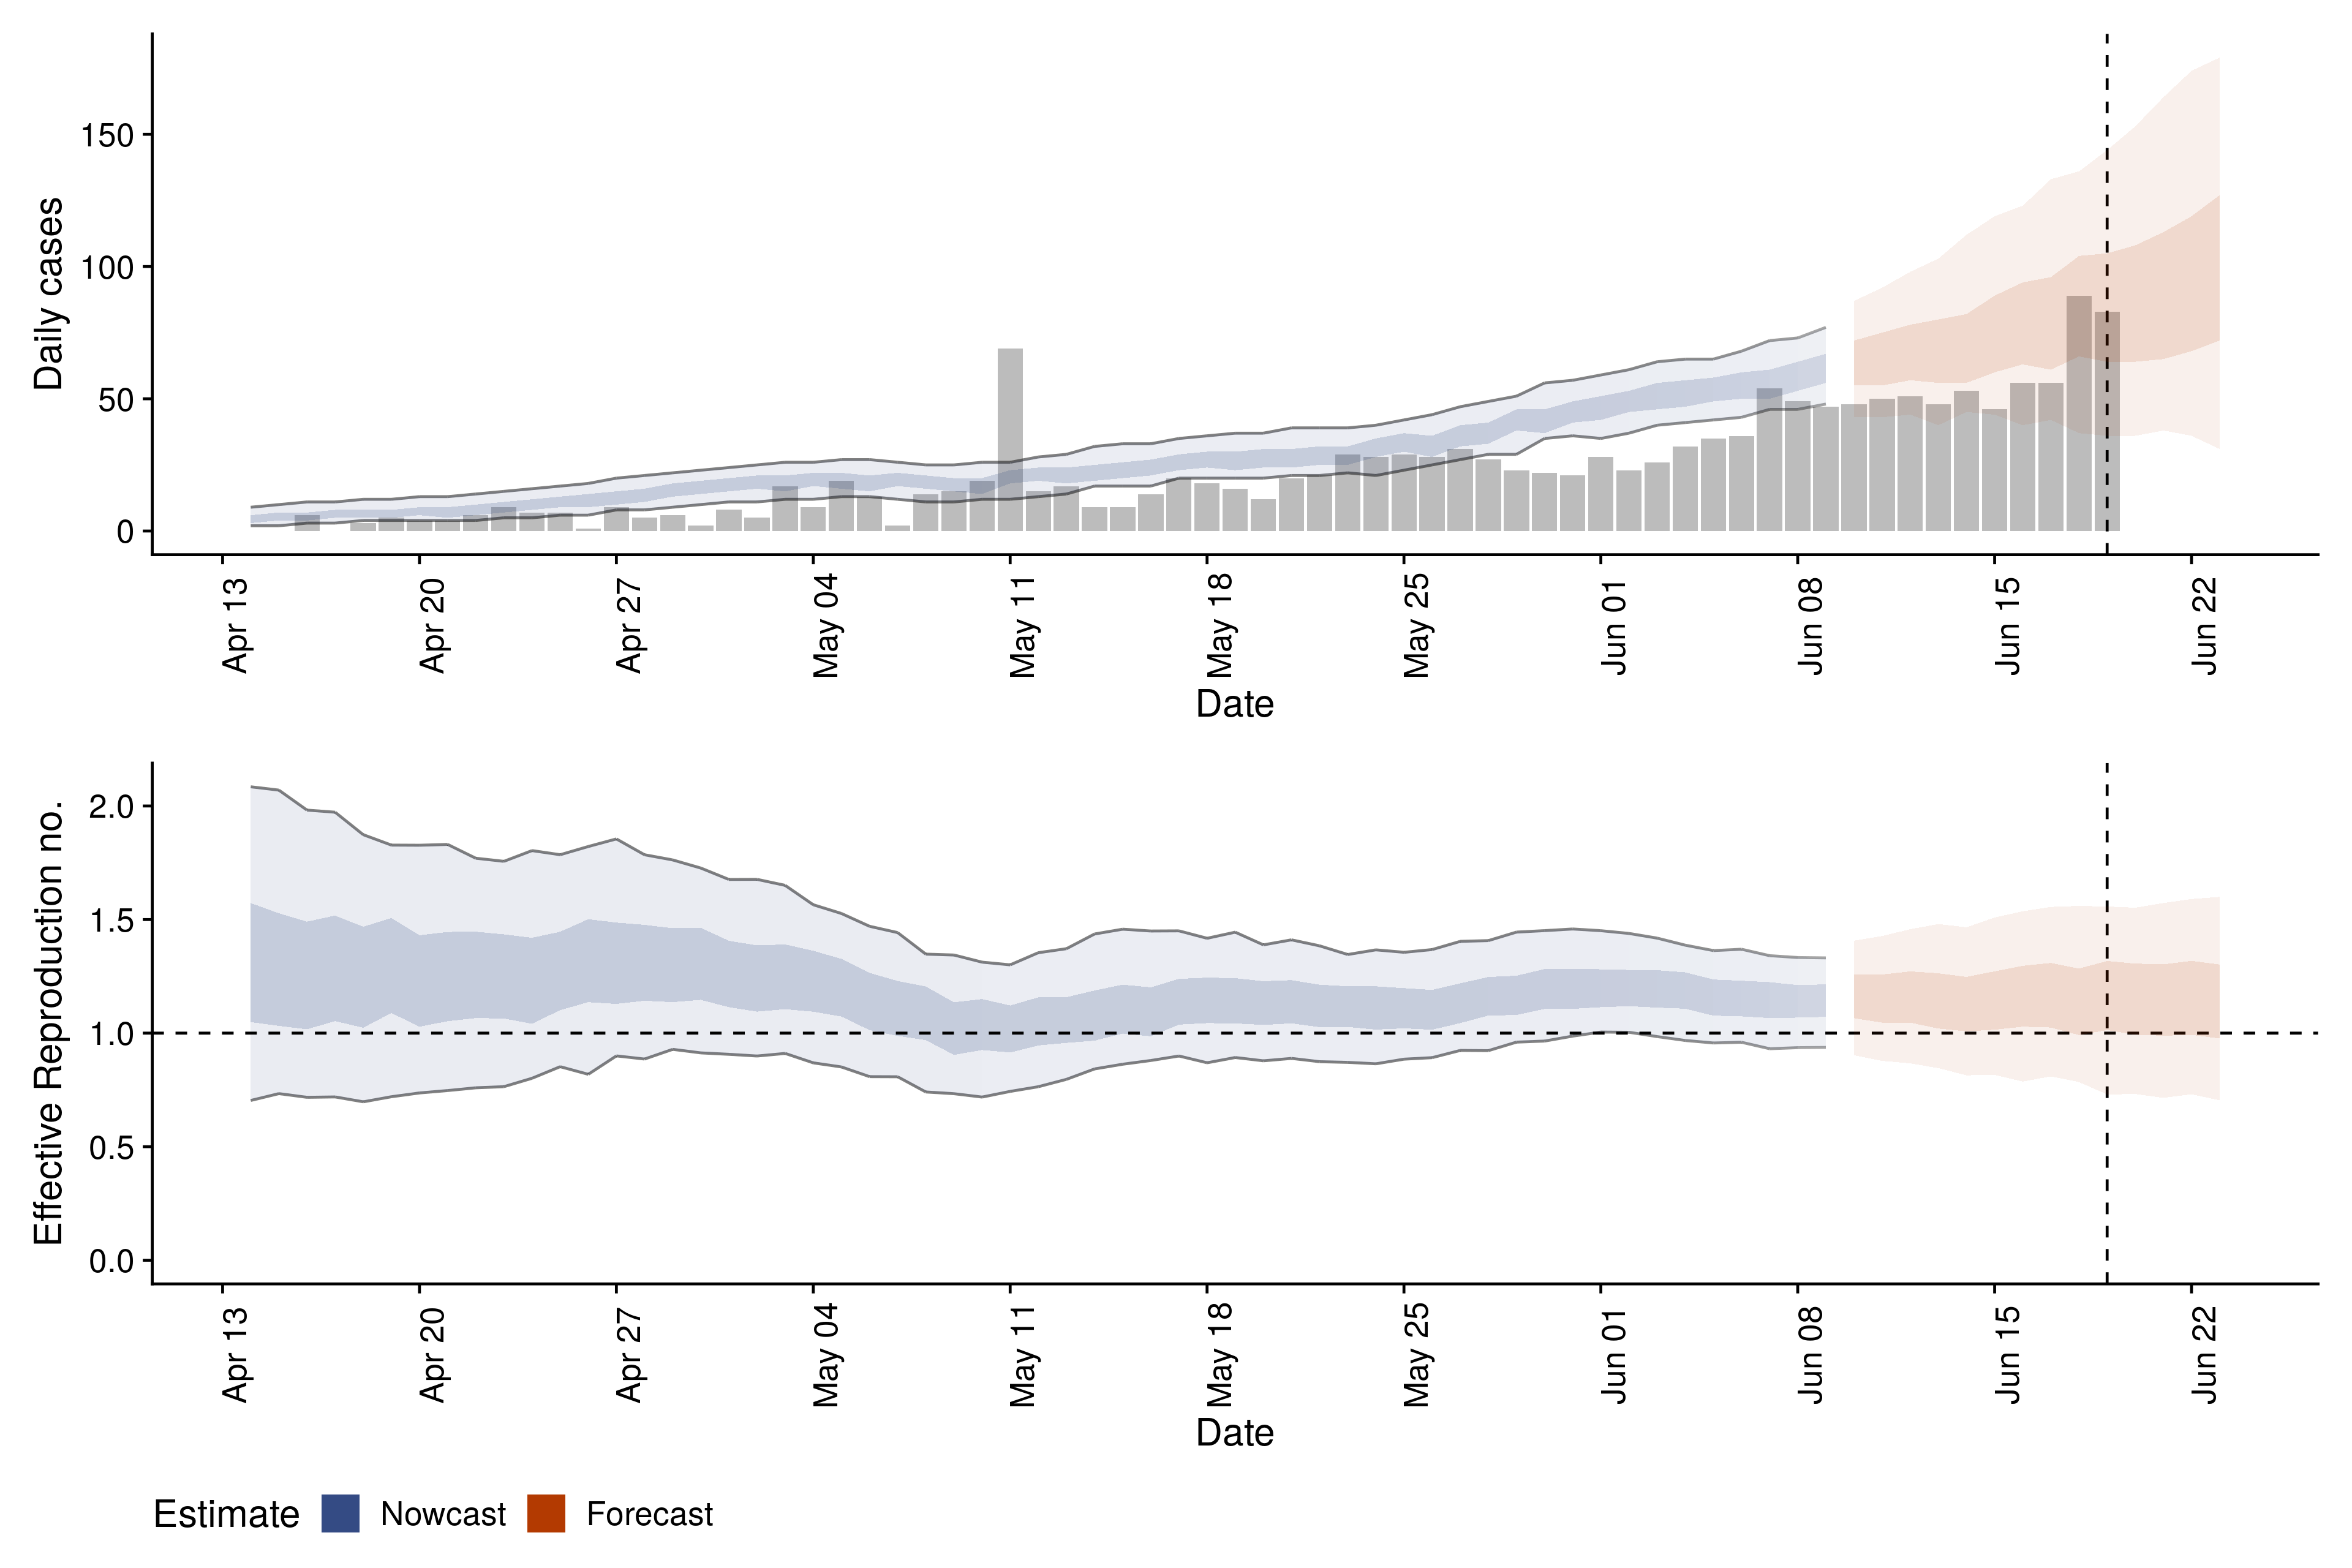 Daily cases
150
100
50
0
Apr 13
Apr 20
Apr 27
May 04
May 11
May 18
May 25
Jun 01
Jun 08
Jun 15
Jun 22
Date
Effective Reproduction no.
2.0
1.5
1.0
0.5
0.0
Apr 13
Apr 20
Apr 27
May 04
May 11
May 18
May 25
Jun 01
Jun 08
Jun 15
Jun 22
Date
Estimate Nowcast Forecast